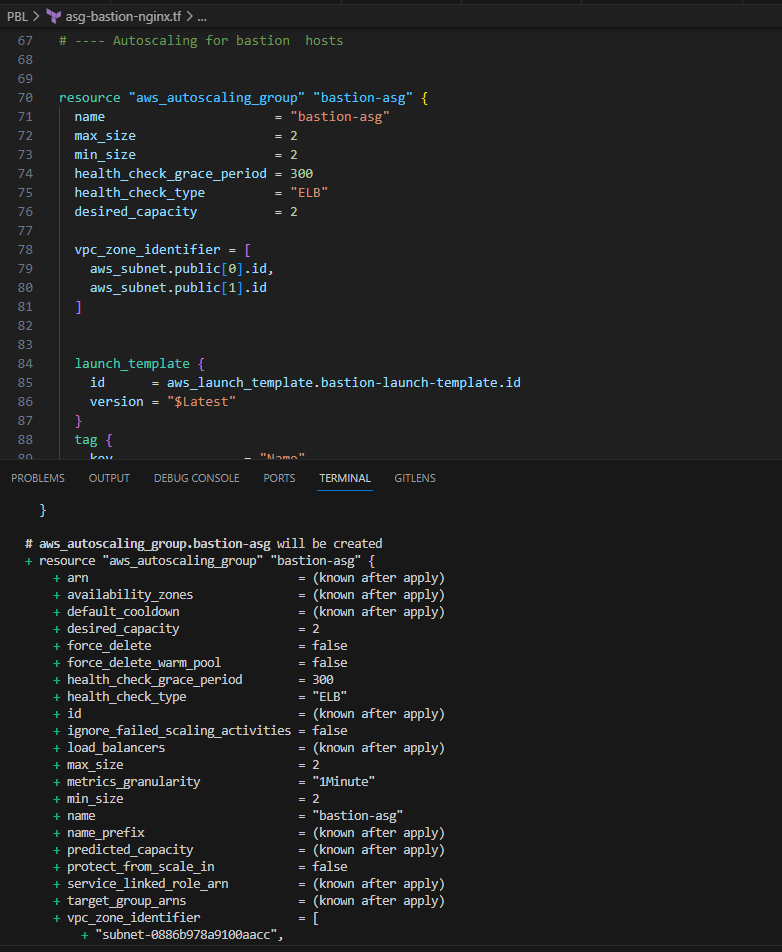 PBL > asg-bastion-nginx.tf > ...
67 # ---- Autoscaling for bastion  hosts
68
69
70 resource "aws_autoscaling_group" "bastion-asg" {
71   name                      = "bastion-asg"
72   max_size                  = 2
73   min_size                  = 2
74   health_check_grace_period = 300
75   health_check_type         = "ELB"
76   desired_capacity          = 2
77
78   vpc_zone_identifier = [
79     aws_subnet.public[0].id,
80     aws_subnet.public[1].id
81   ]
82
83
84   launch_template {
85     id      = aws_launch_template.bastion-launch-template.id
86     version = "$Latest"
87   }
88   tag {
89     key                 = "Name"
PROBLEMS OUTPUT DEBUG CONSOLE PORTS TERMINAL GITLENS
    }
  # aws_autoscaling_group.bastion-asg will be created
  + resource "aws_autoscaling_group" "bastion-asg" {
      + arn                              = (known after apply)
      + availability_zones               = (known after apply)
      + default_cooldown                 = (known after apply)
      + desired_capacity                 = 2
      + force_delete                     = false
      + force_delete_warm_pool           = false
      + health_check_grace_period        = 300
      + health_check_type                = "ELB"
      + id                               = (known after apply)
      + ignore_failed_scaling_activities = false
      + load_balancers                   = (known after apply)
      + max_size                         = 2
      + metrics_granularity              = "1Minute"
      + min_size                         = 2
      + name                             = "bastion-asg"
      + name_prefix                      = (known after apply)
      + predicted_capacity               = (known after apply)
      + protect_from_scale_in            = false
      + service_linked_role_arn          = (known after apply)
      + target_group_arns                = (known after apply)
      + vpc_zone_identifier              = [
          + "subnet-0886b978a9100aacc",